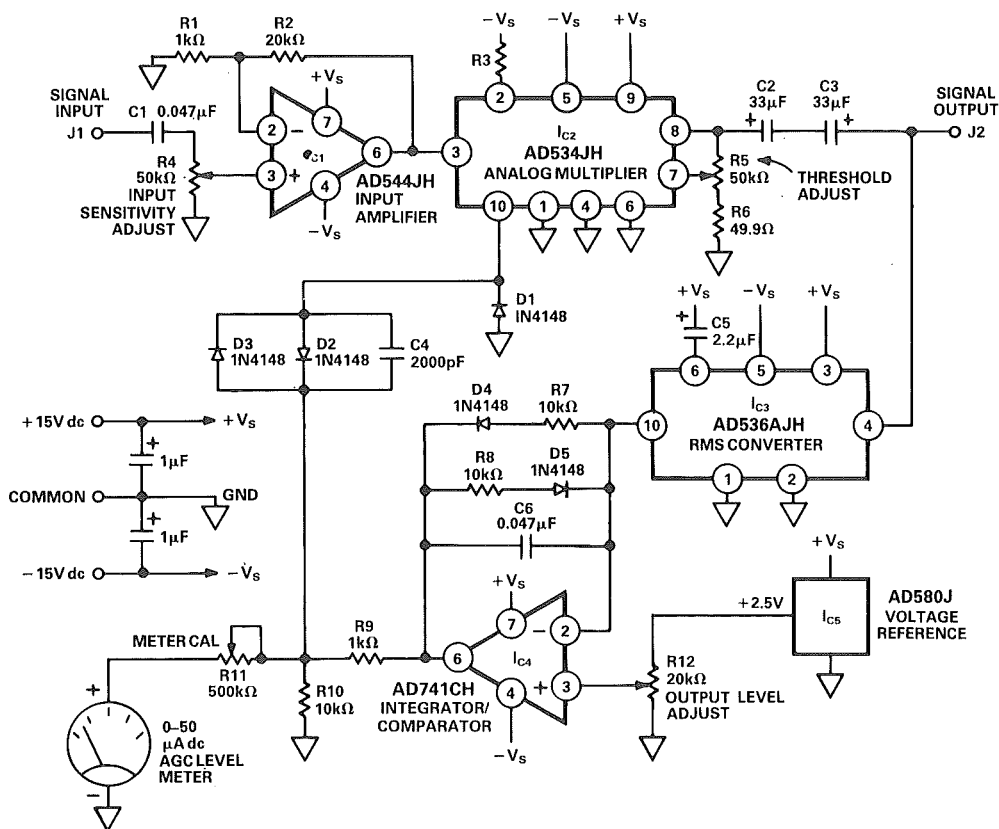 R1
1kΩ
R2
20kΩ
SIGNAL
INPUT
J1
C1
0.047μF
R4
50kΩ
INPUT
SENSITIVITY
ADJUST
+VS
2
−
7
IC1
6
3
+
4
−VS
AD544JH
INPUT
AMPLIFIER
−VS
−VS
+VS
R3
2
5
9
3
IC2
AD534JH
ANALOG MULTIPLIER
8
7
10
1
4
6
C2
33μF
+
C3
33μF
+
SIGNAL
OUTPUT
J2
R5
50kΩ
THRESHOLD
ADJUST
R6
49.9Ω
D1
IN4148
D3
1N4148
D2
1N4148
C4
2000pF
+VS
−VS
+VS
+
C5
2.2μF
6
5
3
10
IC3
AD536AJH
RMS CONVERTER
4
1
2
D4
1N4148
R7
10kΩ
R8
10kΩ
D5
1N4148
C6
0.047μF
+15V dc
+VS
+
1μF
COMMON
GND
+
1μF
−15V dc
−VS
+VS
7
−
2
6
IC4
4
+
3
−VS
AD741CH
INTEGRATOR/
COMPARATOR
METER CAL
R11
500kΩ
R9
1kΩ
R10
10kΩ
+
0–50
μA dc
AGC LEVEL
METER
−
+2.5V
R12
20kΩ
OUTPUT LEVEL
ADJUST
+VS
IC5
AD580J
VOLTAGE
REFERENCE